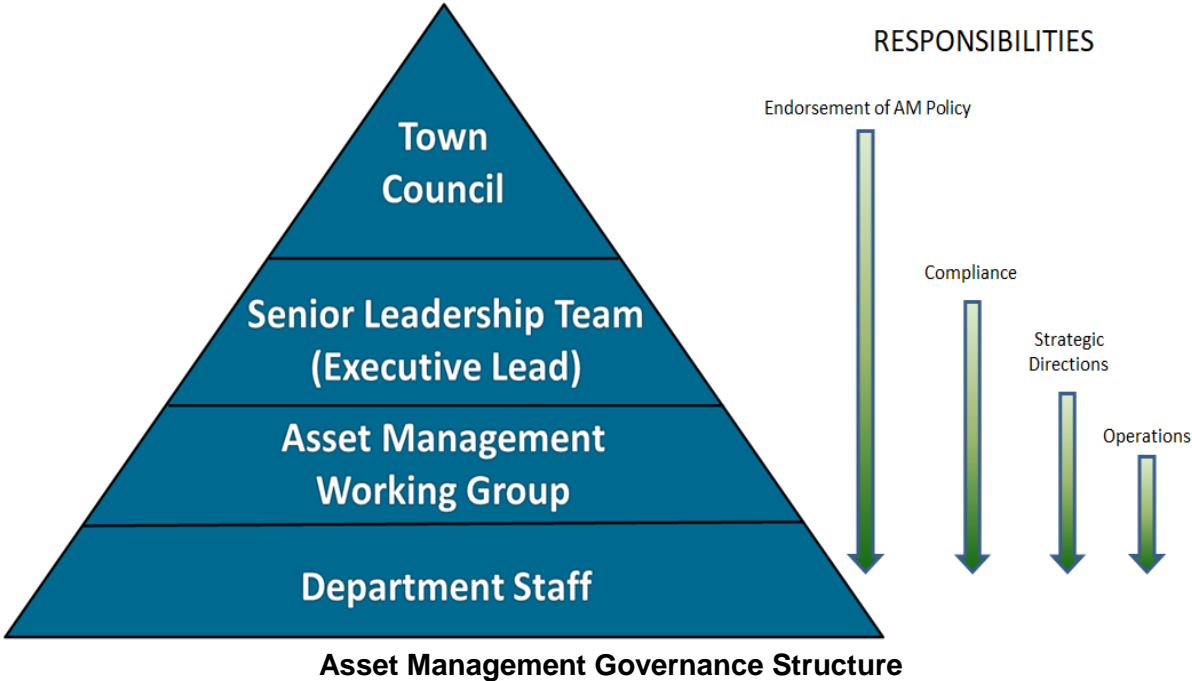 Town
Council
Senior Leadership Team
(Executive Lead)
Asset Management
Working Group
Department Staff
RESPONSIBILITIES
Endorsement of AM Policy
Compliance
Strategic
Directions
Operations
Asset Management Governance Structure